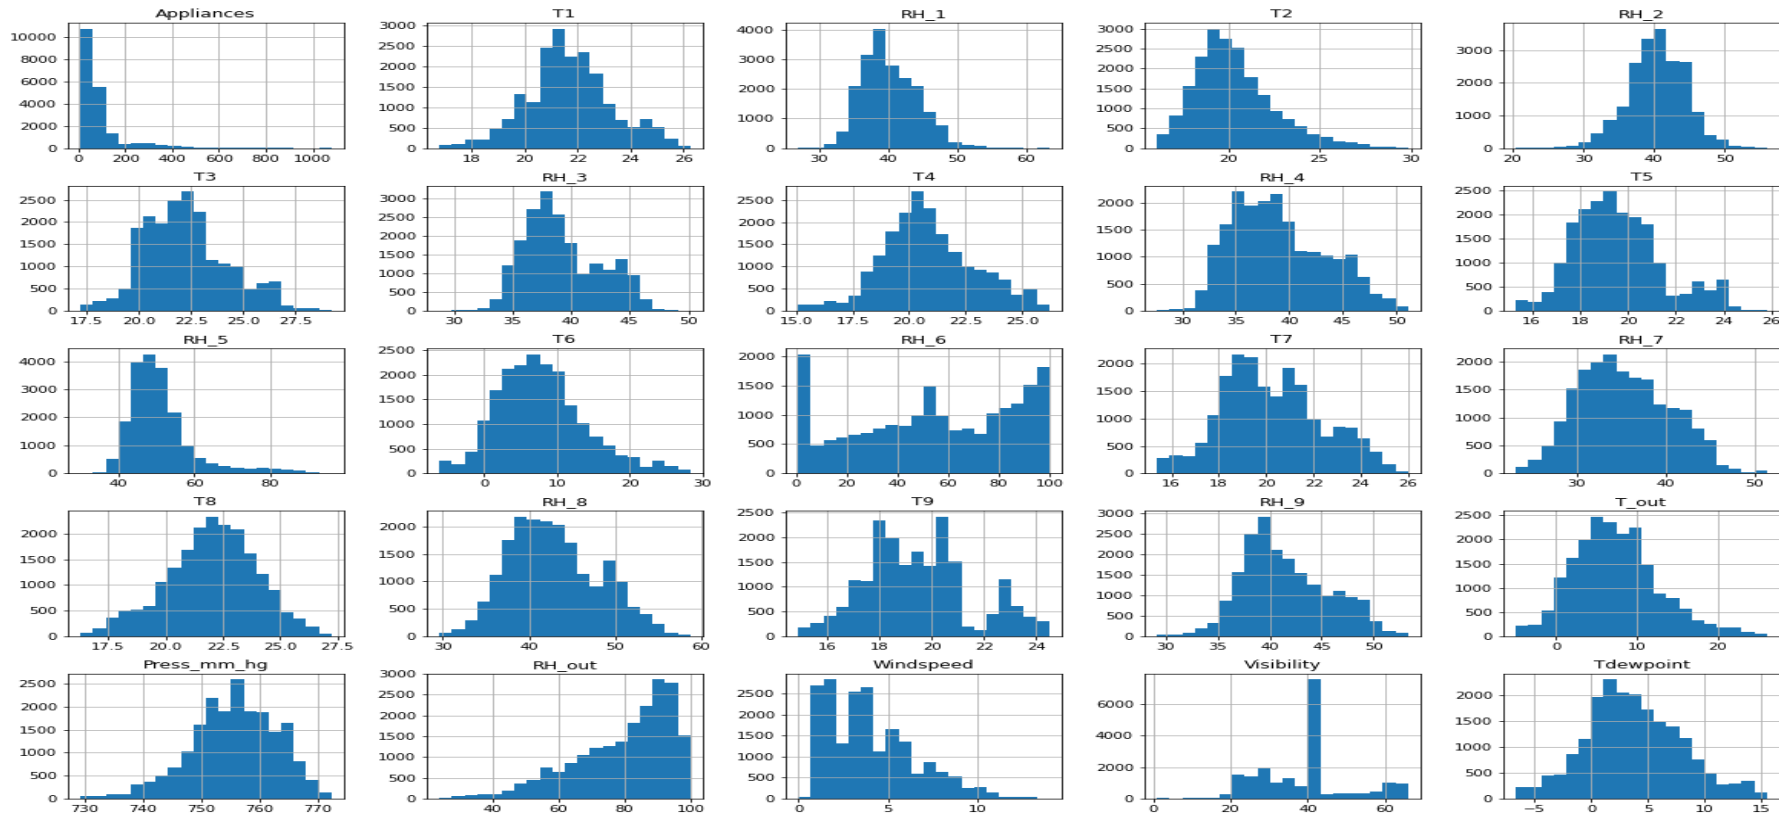 Appliances T1 RH_1 T2 RH_2
10000 8000 6000 4000 2000 0
0 200 400 600 800 1000
3000 2500 2000 1500 1000 500 0
18 20 22 24 26
4000 3000 2000 1000 0
30 40 50 60
3000 2500 2000 1500 1000 500 0
20 25 30
3000 2000 1000 0
20 30 40 50
T3 RH_3 T4 RH_4 T5
2500 2000 1500 1000 500 0
17.5 20.0 22.5 25.0 27.5
3000 2500 2000 1500 1000 500 0
30 35 40 45 50
2500 2000 1500 1000 500 0
15.0 17.5 20.0 22.5 25.0
2000 1500 1000 500 0
30 35 40 45 50
2500 2000 1500 1000 500 0
16 18 20 22 24 26
RH_5 T6 RH_6 T7 RH_7
4000 3000 2000 1000 0
40 60 80
2500 2000 1500 1000 500 0
0 10 20 30
2000 1500 1000 500 0
0 20 40 60 80 100
2000 1500 1000 500 0
16 18 20 22 24 26
2000 1500 1000 500 0
30 40 50
T8 RH_8 T9 RH_9 T_out
2000 1500 1000 500 0
17.5 20.0 22.5 25.0 27.5
2000 1500 1000 500 0
30 40 50 60
2000 1500 1000 500 0
16 18 20 22 24
3000 2500 2000 1500 1000 500 0
30 35 40 45 50
2500 2000 1500 1000 500 0
0 10 20
Press_mm_hg RH_out Windspeed Visibility Tdewpoint
2500 2000 1500 1000 500 0
730 740 750 760 770
3000 2500 2000 1500 1000 500 0
40 60 80 100
2500 2000 1500 1000 500 0
0 5 10
6000 4000 2000 0
0 20 40 60
2000 1500 1000 500 0
−5 0 5 10 15